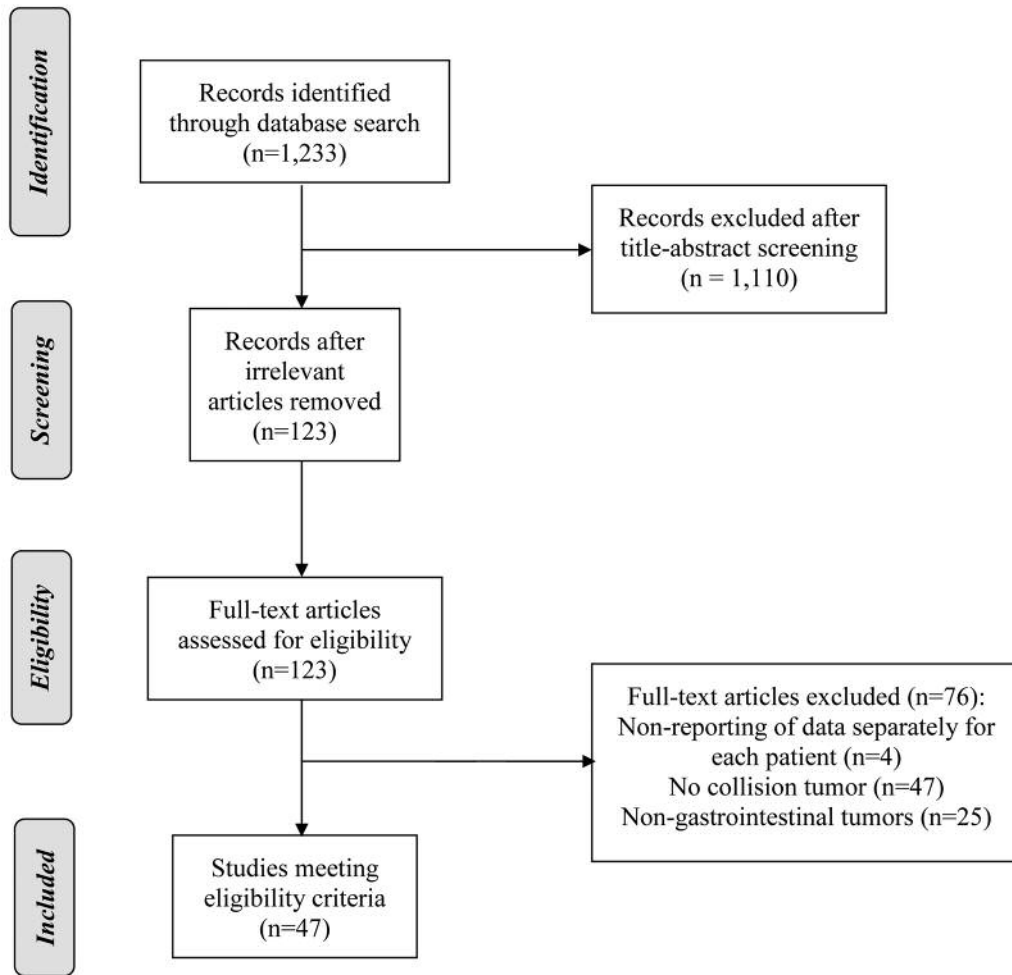 Identification
Records identified
through database search
(n=1,233)
Records excluded after
title-abstract screening
(n = 1,110)
Screening
Records after
irrelevant
articles removed
(n=123)
Eligibility
Full-text articles
assessed for eligibility
(n=123)
Full-text articles excluded (n=76):
Non-reporting of data separately for
each patient (n=4)
No collision tumor (n=47)
Non-gastrointestinal tumors (n=25)
Included
Studies meeting
eligibility criteria
(n=47)